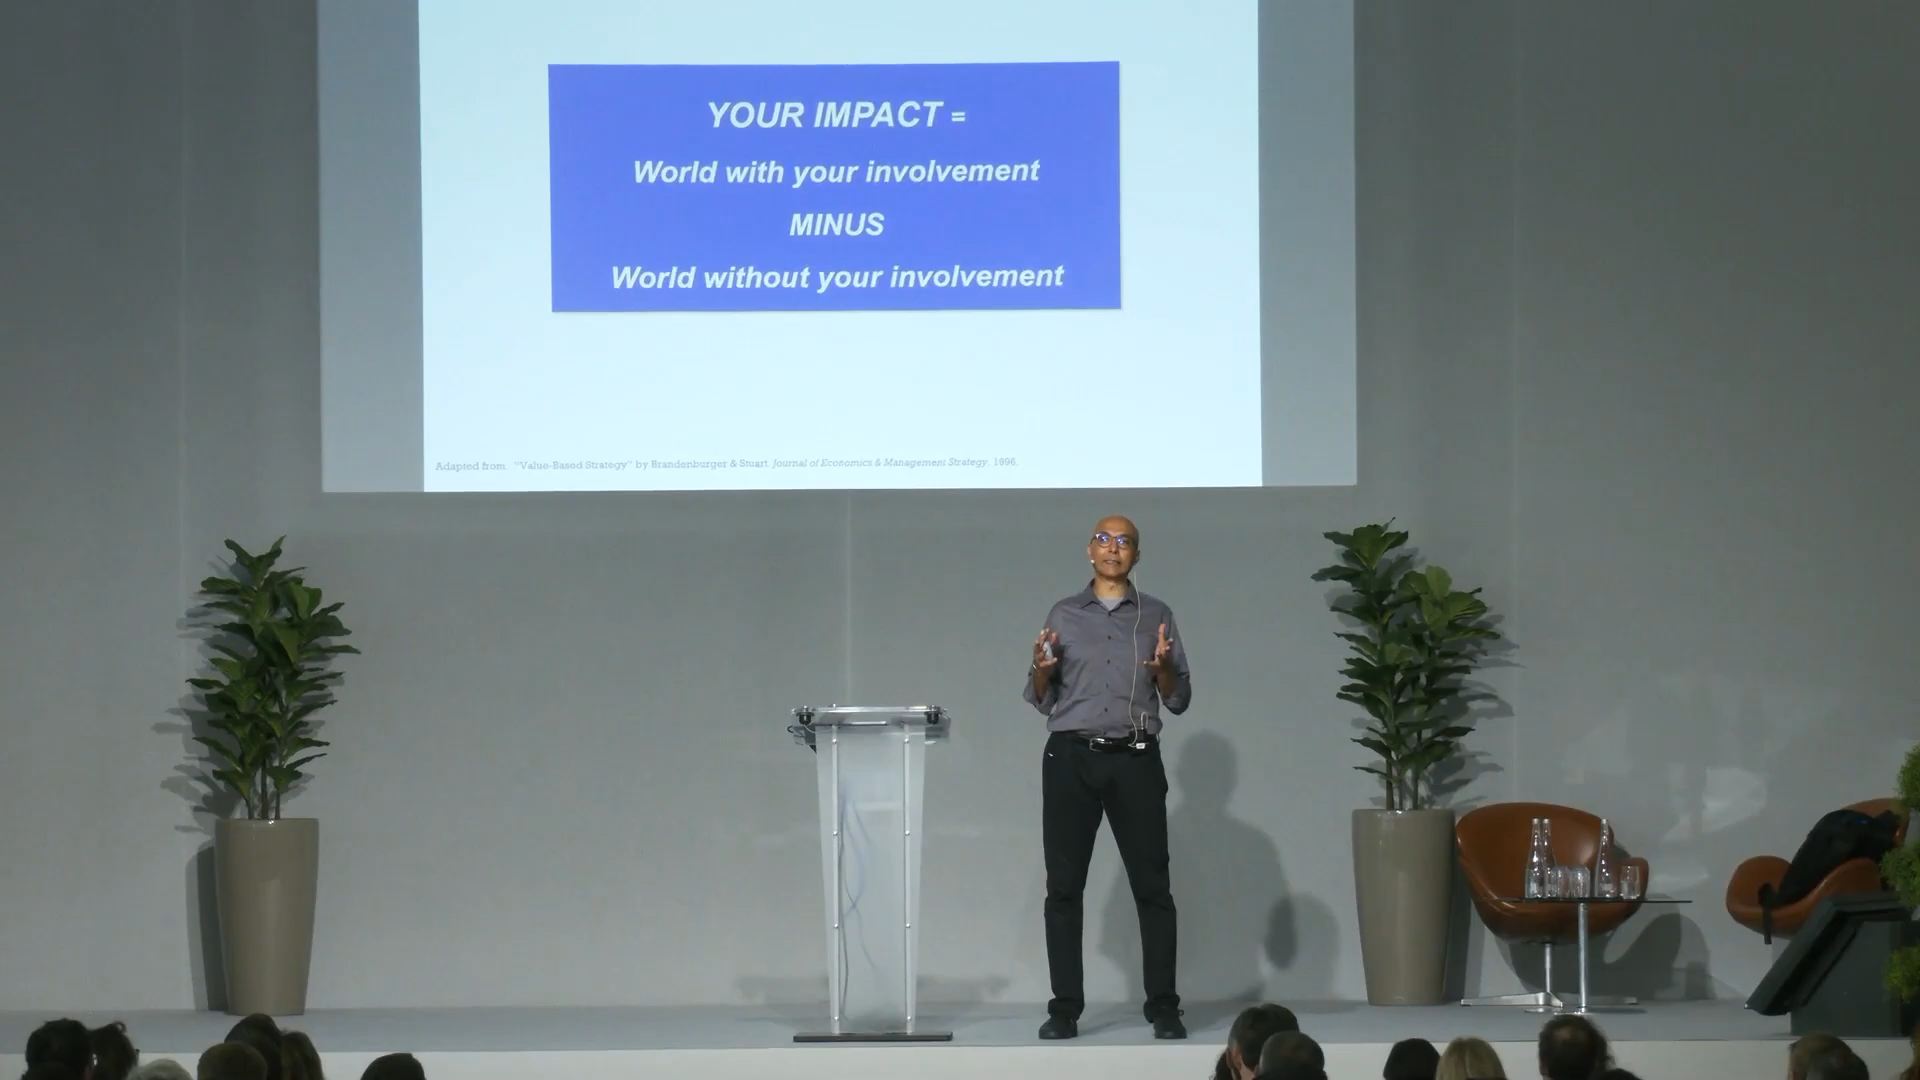 YOUR IMPACT =
World with your involvement
MINUS
World without your involvement
Adapted from. "Value-Based Strategy" by Brandenburger & Stuart. Journal of Economics & Management Strategy. 1996.